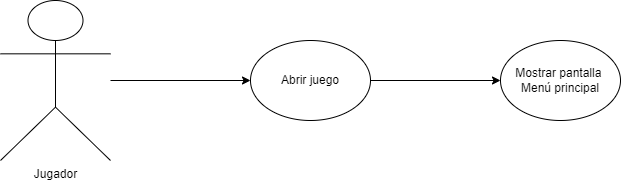 Abrir juego
Mostrar pantalla
Menú principal
Jugador